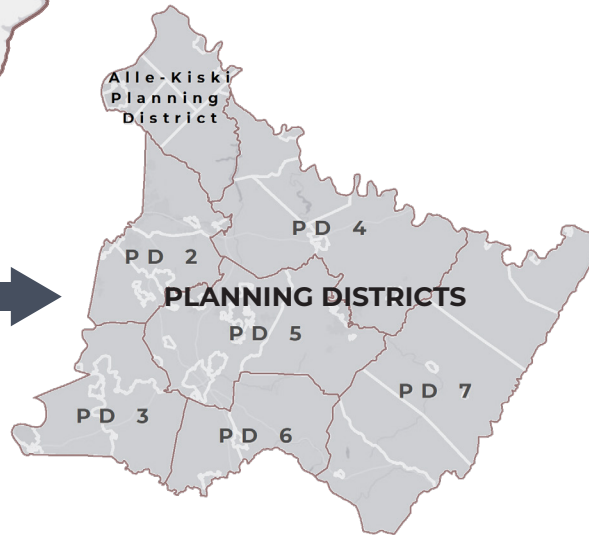 Alle-Kiski
Planning
District
PD 4
PD 2
PLANNING DISTRICTS
PD 5
PD 7
PD 3
PD 6